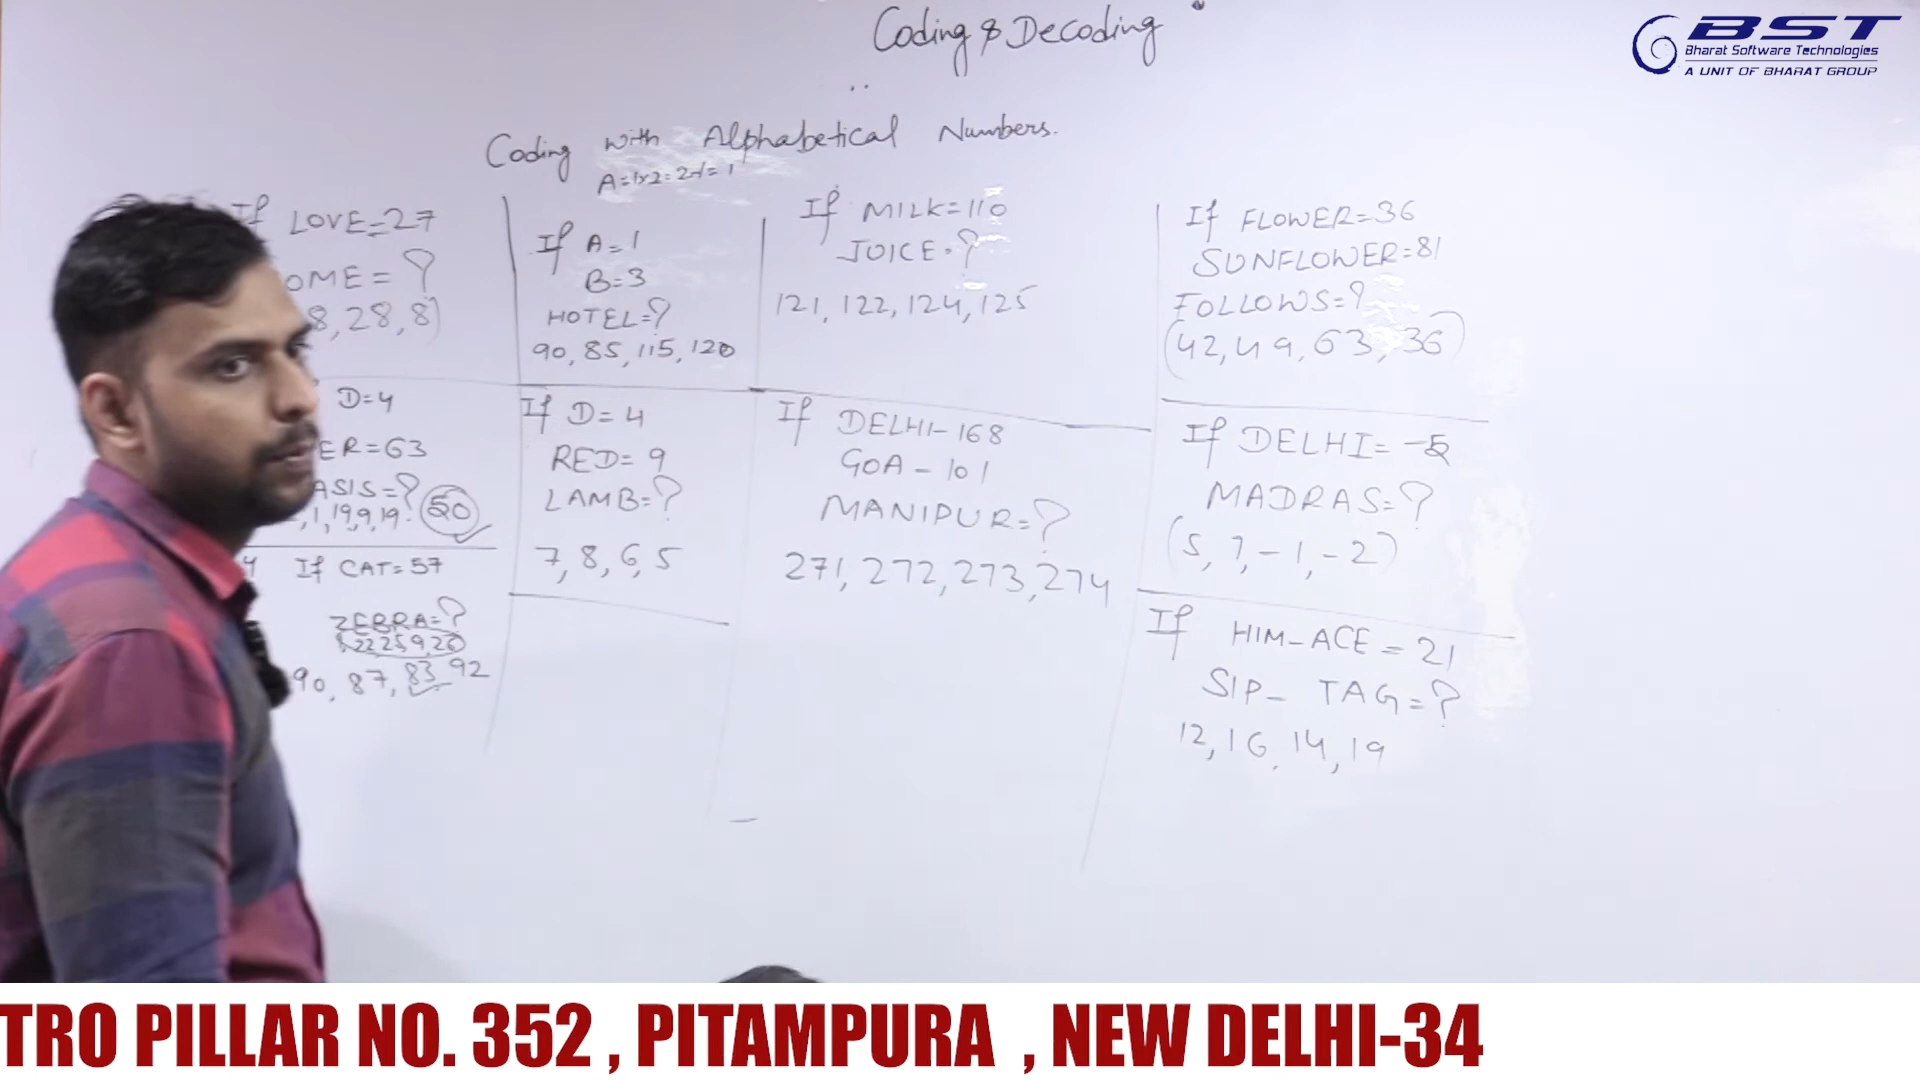 Coding & Decoding
BST
Bharat Software Technologies
A UNIT OF BHARAT GROUP
Coding with Alphabetical Numbers.
A=1x2=2-1=1
If LOVE=27
OME=?
8,28,8)
If A=1
B=3
HOTEL=?
90,85,115,120
If MILK=110
JUICE=?
121,122,124,125
If FLOWER=36
SUNFLOWER=81
FOLLOWS=?
(42,49,63,36)
D=4
ER=63
ASIS=?
,1,19,9,19. 50
If CAT=57
ZEBRA=?
90, 87, 83, 92
If D=4
RED=9
LAMB=?
7,8,6,5
If DELHI-168
GOA-101
MANIPUR=?
271,272,273,274
If DELHI=-5
MADRAS=?
(5,7,-1,-2)
If HIM-ACE=21
SIP- TAG=?
12,16,14,19
TRO PILLAR NO. 352 , PITAMPURA , NEW DELHI-34